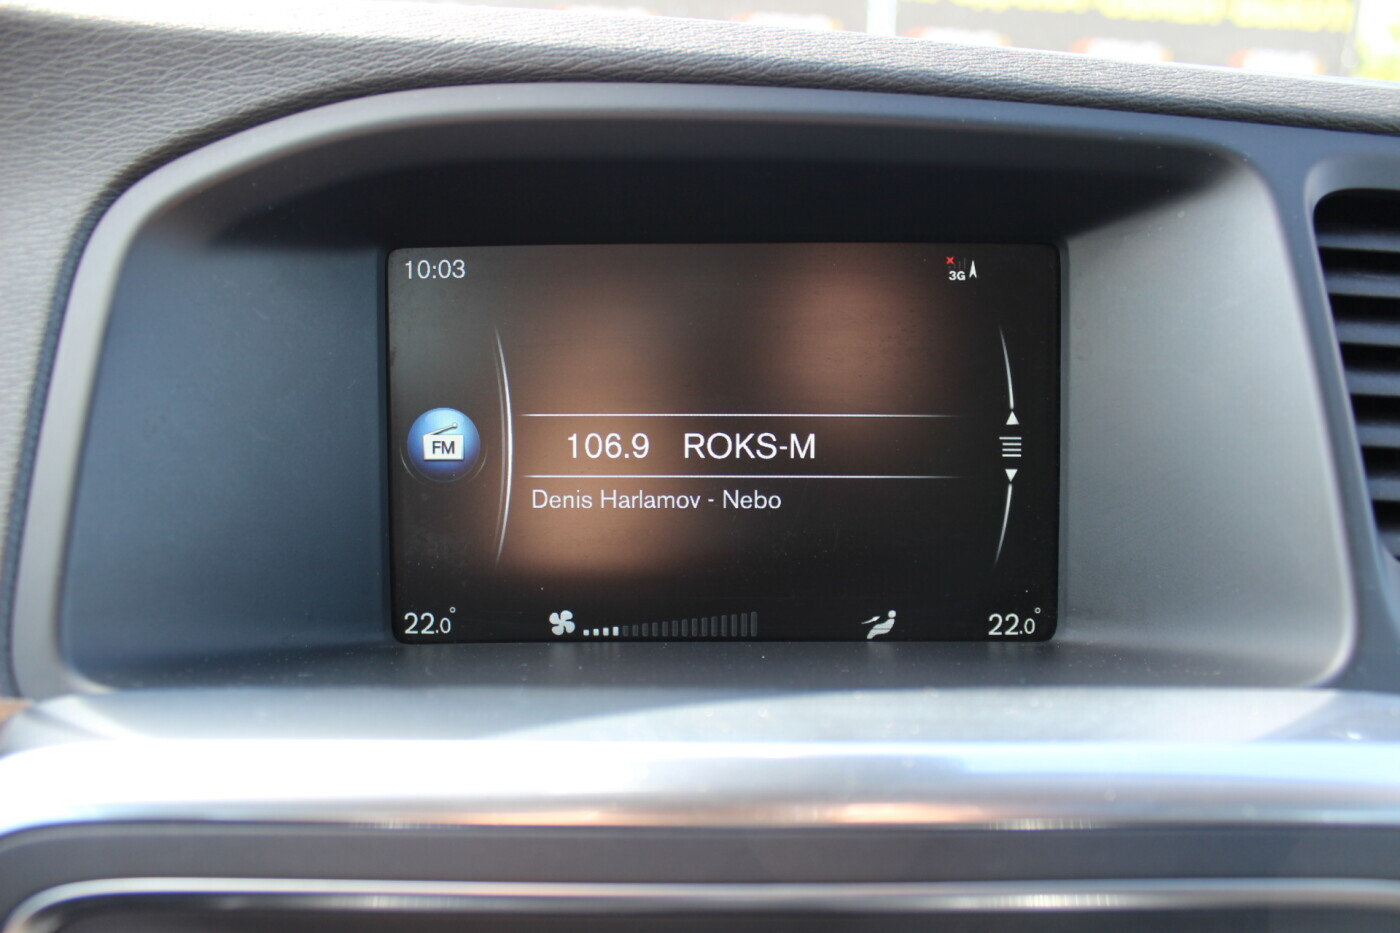 10:03
3G
FM
106.9 ROKS-M
Denis Harlamov - Nebo
22.0° 22.0°